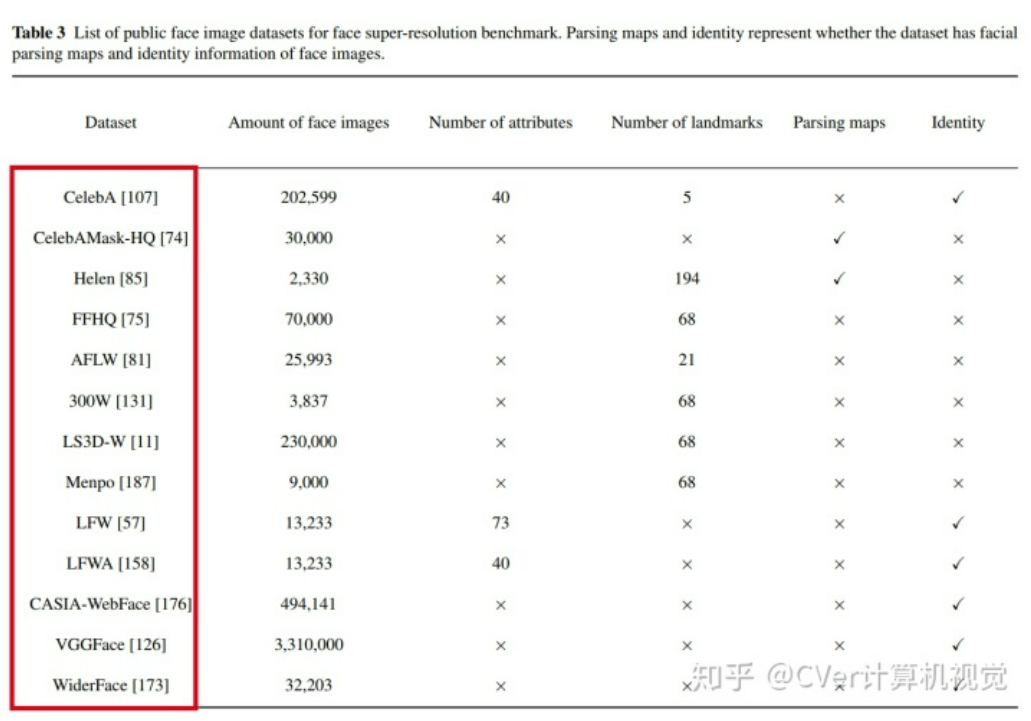 Table 3 List of public face image datasets for face super-resolution benchmark. Parsing maps and identity represent whether the dataset has facial
parsing maps and identity information of face images.
Dataset Amount of face images Number of attributes Number of landmarks Parsing maps Identity
CelebA [107] 202,599 40 5 × ✓
CelebAMask-HQ [74] 30,000 × × ✓ ×
Helen [85] 2,330 × 194 ✓ ×
FFHQ [75] 70,000 × 68 × ×
AFLW [81] 25,993 × 21 × ×
300W [131] 3,837 × 68 × ×
LS3D-W [11] 230,000 × 68 × ×
Menpo [187] 9,000 × 68 × ×
LFW [57] 13,233 73 × × ✓
LFWA [158] 13,233 40 × × ✓
CASIA-WebFace [176] 494,141 × × × ✓
VGGFace [126] 3,310,000 × × × ✓
WiderFace [173] 32,203 × ×
知乎 @CVer计算机视觉